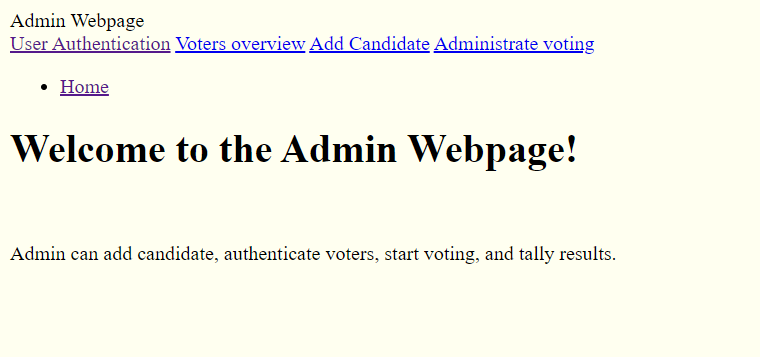 Admin Webpage
User Authentication Voters overview Add Candidate Administrate voting
Home
Welcome to the Admin Webpage!
Admin can add candidate, authenticate voters, start voting, and tally results.